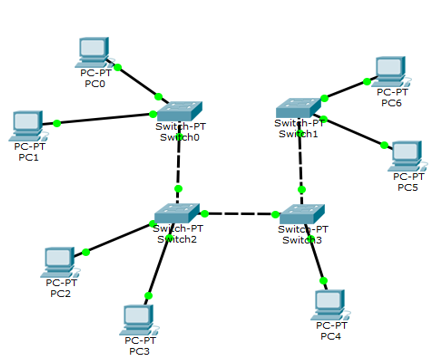 PC-PT
PC0
PC-PT
PC1
Switch-PT
Switch0
Switch-PT
Switch1
PC-PT
PC6
PC-PT
PC5
Switch-PT
Switch2
Switch-PT
Switch3
PC-PT
PC2
PC-PT
PC3
PC-PT
PC4